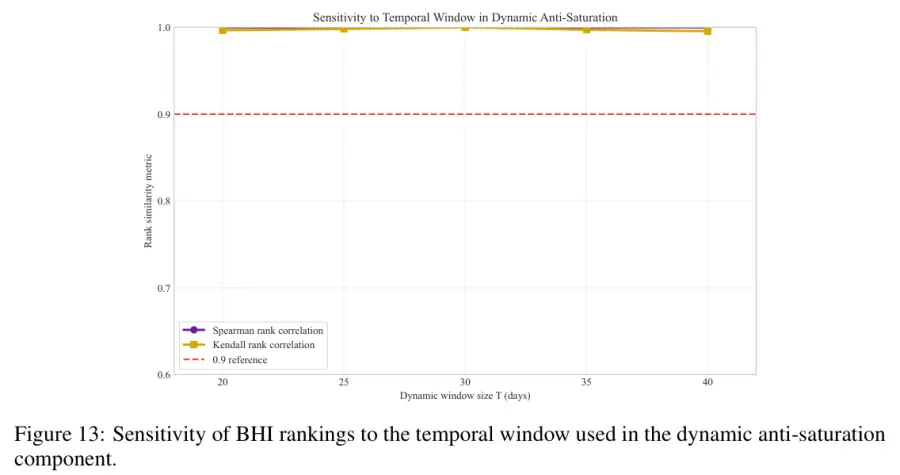 Sensitivity to Temporal Window in Dynamic Anti-Saturation
1.0
0.9
0.8
0.7
0.6
Rank similarity metric
Spearman rank correlation
Kendall rank correlation
0.9 reference
20 25 30 35 40
Dynamic window size T (days)
Figure 13: Sensitivity of BHI rankings to the temporal window used in the dynamic anti-saturation
component.